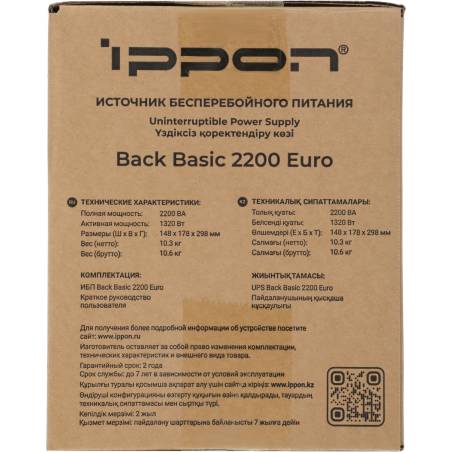 ippon®
ИСТОЧНИК БЕСПЕРЕБОЙНОГО ПИТАНИЯ
Uninterruptible Power Supply
Үздіксіз қоректендіру көзі
Back Basic 2200 Euro
RU ТЕХНИЧЕСКИЕ ХАРАКТЕРИСТИКИ:
Полная мощность: 2200 ВА
Активная мощность: 1320 Вт
Размеры (Ш х В х Г): 148 х 178 х 298 мм
Вес (нетто): 10.3 кг
Вес (брутто): 10.6 кг
КОМПЛЕКТАЦИЯ:
ИБП Back Basic 2200 Euro
Краткое руководство
пользователя
KZ ТЕХНИКАЛЫҚ СИПАТТАМАЛАРЫ:
Толық қуаты: 2200 ВА
Белсенді қуаты: 1320 Вт
Өлшемдері (Е х Б х Т): 148 х 178 х 298 мм
Салмағы (нетто): 10.3 кг
Салмағы (брутто): 10.6 кг
ЖИЫНТЫҚТАМАСЫ:
UPS Back Basic 2200 Euro
Пайдаланушының қысқаша
нұсқаулығы
Для получения более подробной информации об устройстве посетите
сайт: www.ippon.ru
Изготовитель оставляет за собой право изменения комплектации,
технических характеристик и внешнего вида товара.
Гарантийный срок: 2 года
Срок службы: до 7 лет в зависимости от условий эксплуатации
Құрылғы туралы қосымша ақпарат алу үшін сайтқа кіріңіз: www.ippon.kz
Өндіруші конфигурацияны өзгерту құқығын өзіне қалдырады, тауардың
техникалық сипаттамасы мен сыртқы түрі.
Кепілдік мерзімі: 2 жыл
Қызмет мерзімі: пайдалану шарттарына байланысты 7 жылға дейін